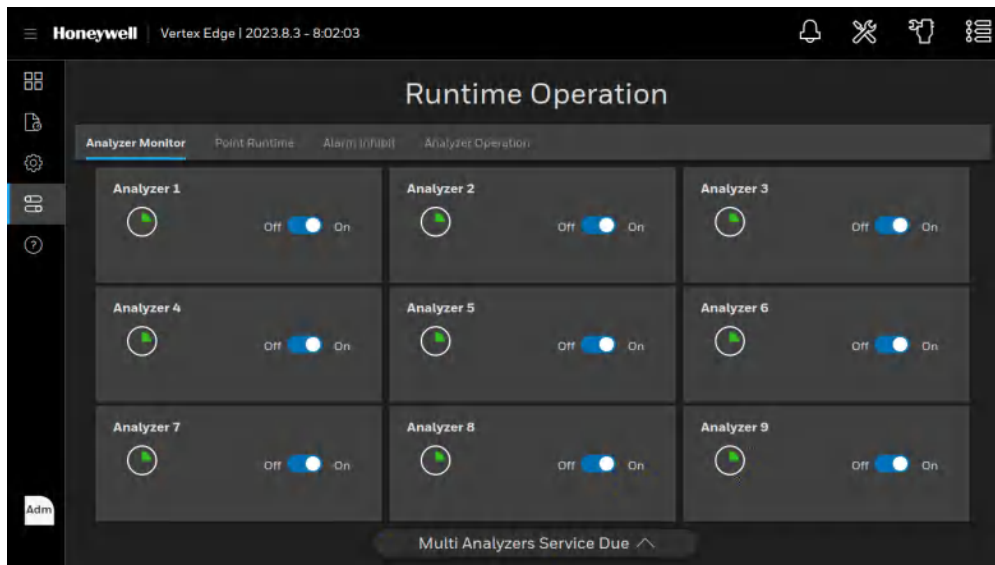 Honeywell Vertex Edge | 2023.8.3 - 8:02:03
Runtime Operation
Analyzer Monitor Point Runtime Alarm Inhibit Analyzer Operation
Analyzer 1 Analyzer 2 Analyzer 3
Off On Off On Off On
Analyzer 4 Analyzer 5 Analyzer 6
Off On Off On Off On
Analyzer 7 Analyzer 8 Analyzer 9
Off On Off On Off On
Adm
Multi Analyzers Service Due